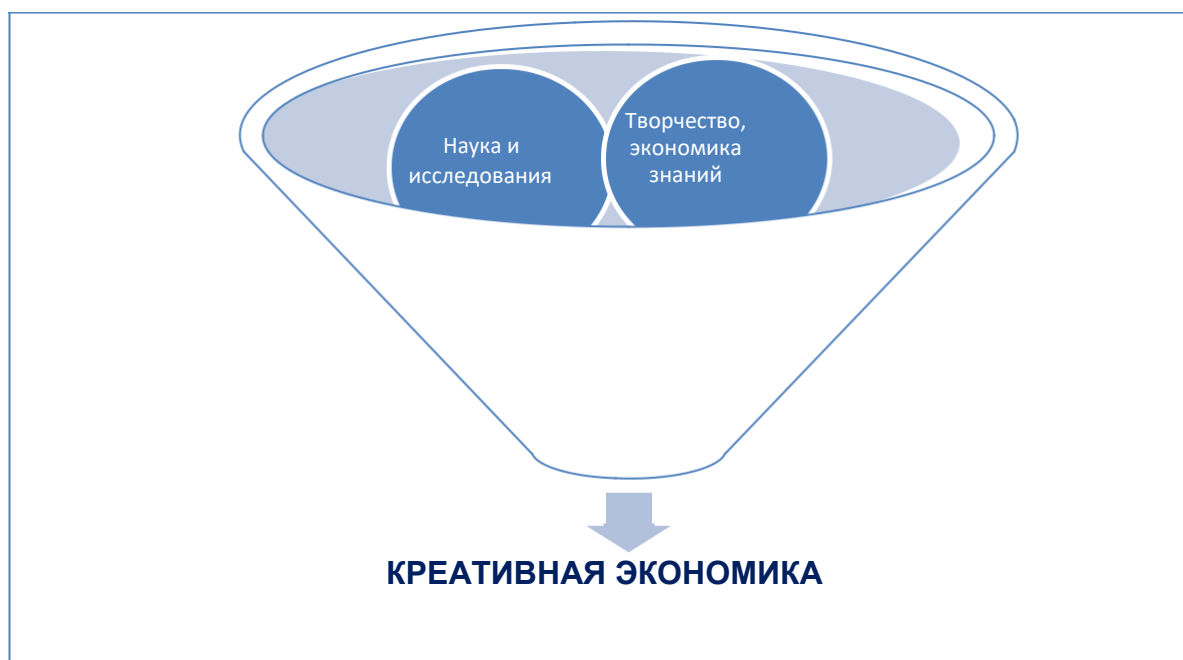 Наука и
исследования
Творчество,
экономика
знаний
КРЕАТИВНАЯ ЭКОНОМИКА